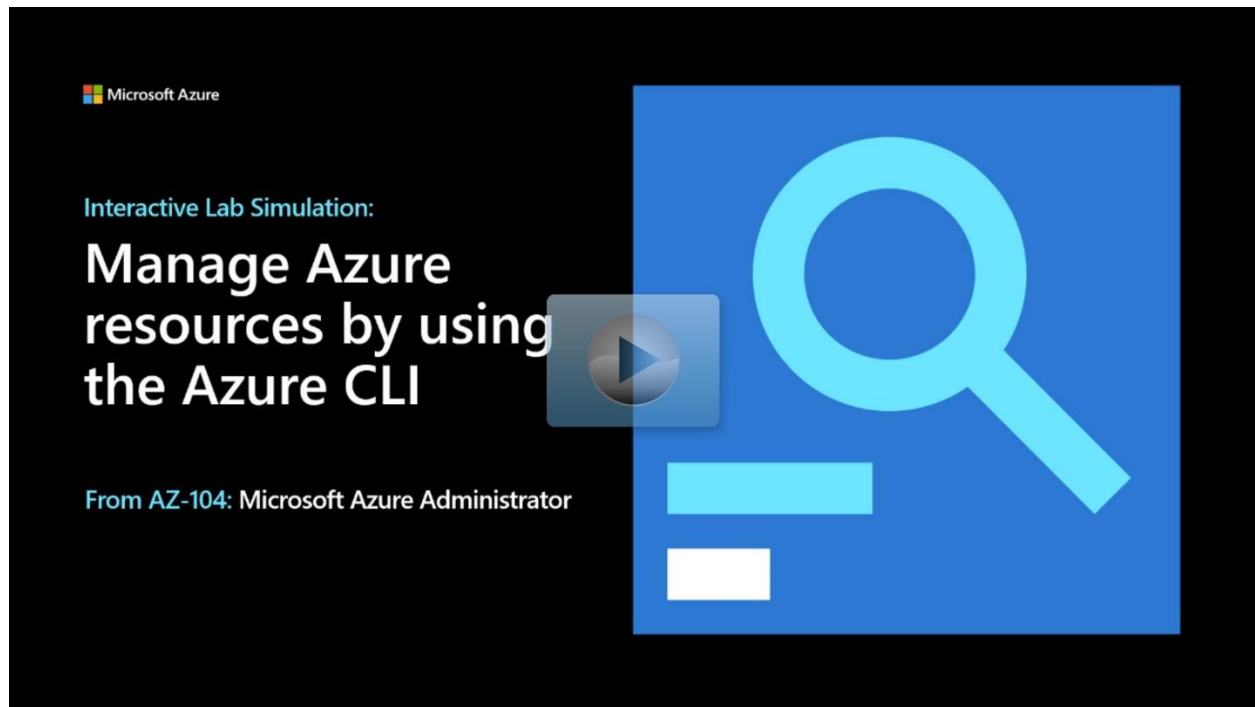 Microsoft Azure
Interactive Lab Simulation:
Manage Azure
resources by using
the Azure CLI
From AZ-104: Microsoft Azure Administrator